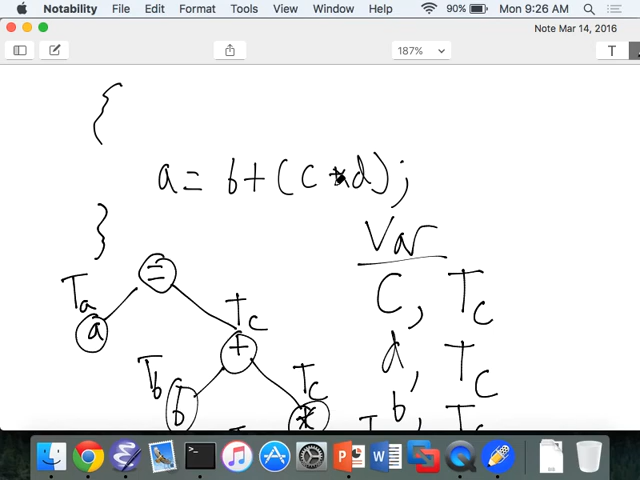 Notability File Edit Format Tools View Window Help 90% Mon 9:26 AM
Note Mar 14, 2016
187% T
{
a = b + ( c * d ) ;
}
Var
Ta =
a Tc C, Tc
+ d, Tc
Tb Tc
b * b, Tc